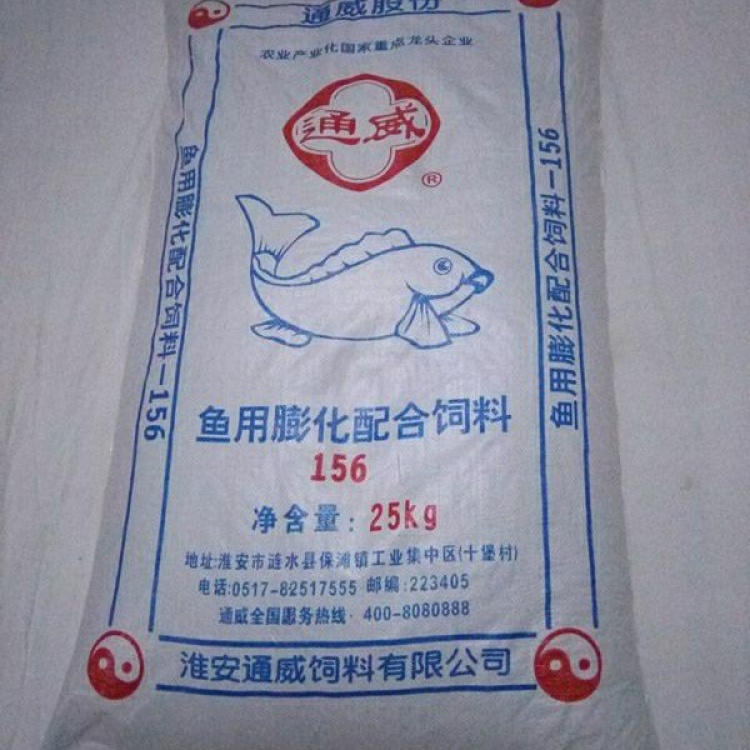 通威股份
农业产业化国家重点龙头企业
通威
®
鱼用膨化配合饲料-156
鱼用膨化配合饲料-156
鱼用膨化配合饲料
156
净含量：25kg
地址:淮安市涟水县保滩镇工业集中区(十堡村)
电话:0517-82517555 邮编:223405
通威全国服务热线·400-8080888
淮安通威饲料有限公司